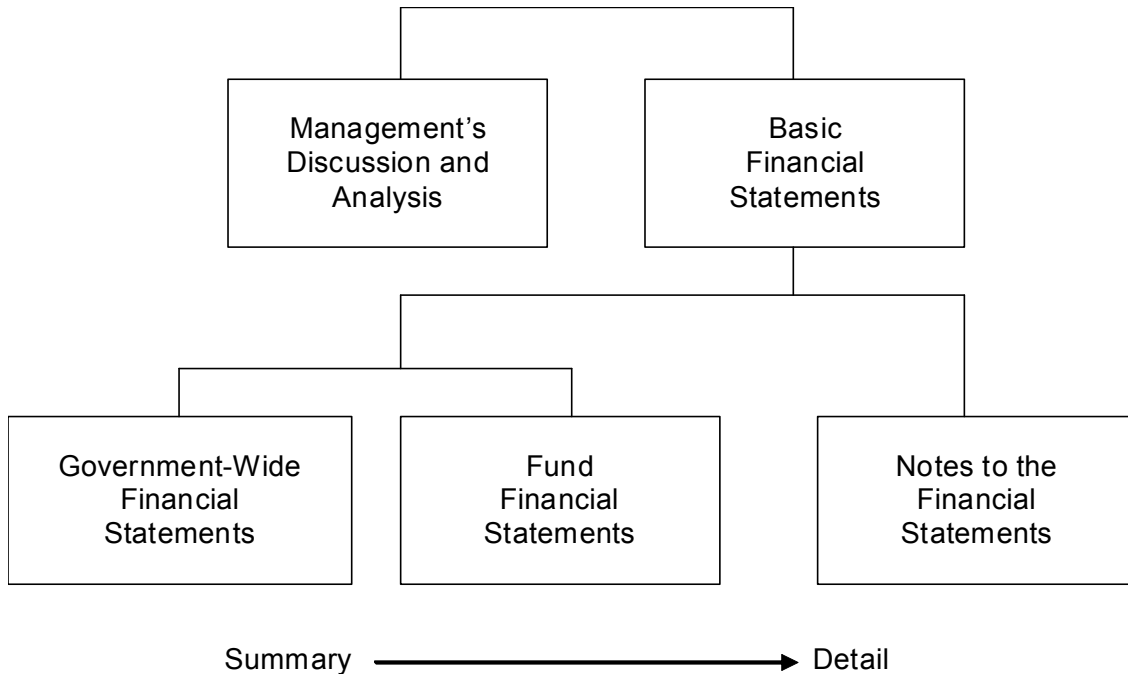 Management’s
Discussion and
Analysis
Basic
Financial
Statements
Government-Wide
Financial
Statements
Fund
Financial
Statements
Notes to the
Financial
Statements
Summary
Detail